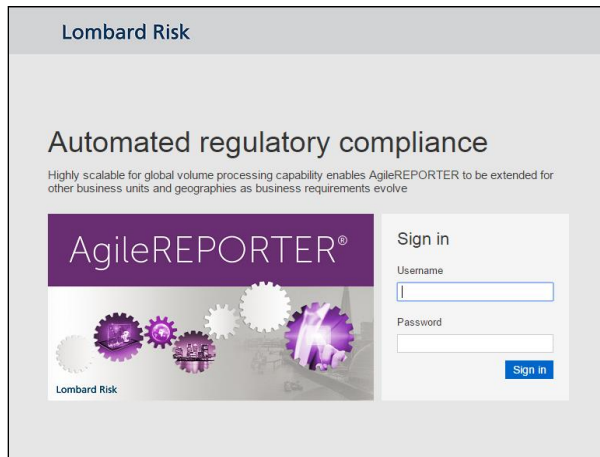 Lombard Risk
Automated regulatory compliance
Highly scalable for global volume processing capability enables AgileREPORTER to be extended for
other business units and geographies as business requirements evolve
AgileREPORTER®
Lombard Risk
Sign in
Username
Password
Sign in